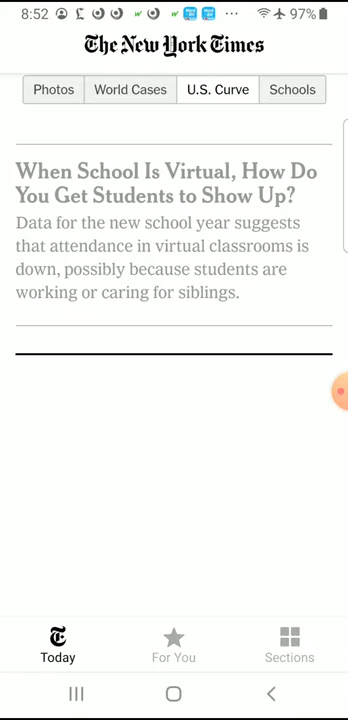 8:52
97%
The New York Times
Photos World Cases U.S. Curve Schools
When School Is Virtual, How Do
You Get Students to Show Up?
Data for the new school year suggests
that attendance in virtual classrooms is
down, possibly because students are
working or caring for siblings.
Today For You Sections